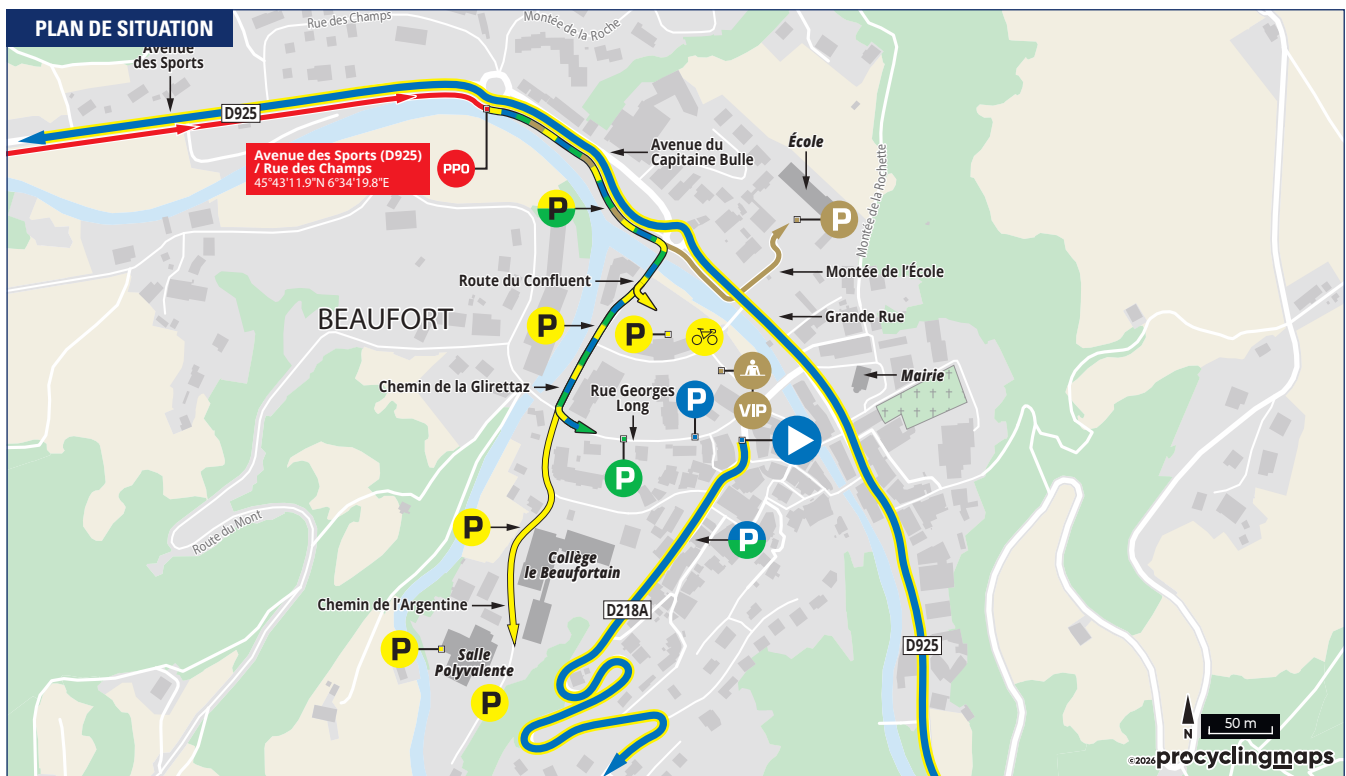 PLAN DE SITUATION
Rue des Champs
Montée de la Roche
Avenue
des Sports
D925
Avenue des Sports (D925)
/ Rue des Champs
45°43'11.9"N 6°34'19.8"E
PPO
Avenue du
Capitaine Bulle
École
Montée de la Rochette
P
P
Route du Confluent
Montée de l'École
BEAUFORT
P
P
Grande Rue
Chemin de la Glirettaz
Rue Georges
Long
P
VIP
Mairie
P
P
Route du Mont
P
Collège
le Beaufortain
Chemin de l'Argentine
D218A
P
Salle
Polyvalente
P
D925
N
50 m
©2026 procyclingmaps